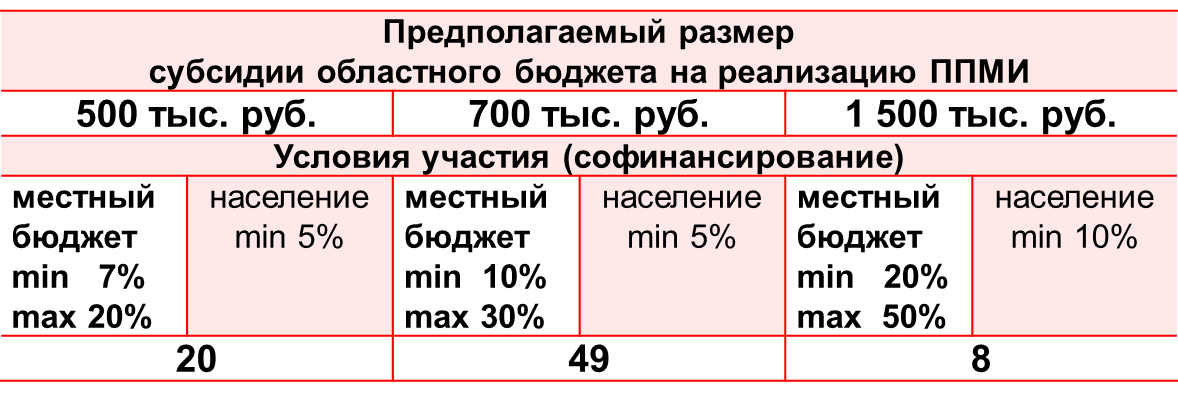 Предполагаемый размер
субсидии областного бюджета на реализацию ППМИ
500 тыс. руб. 700 тыс. руб. 1 500 тыс. руб.
Условия участия (софинансирование)
местный население местный население местный население
бюджет min 5% бюджет min 5% бюджет min 10%
min 7% min 10% min 20%
max 20% max 30% max 50%
20 49 8